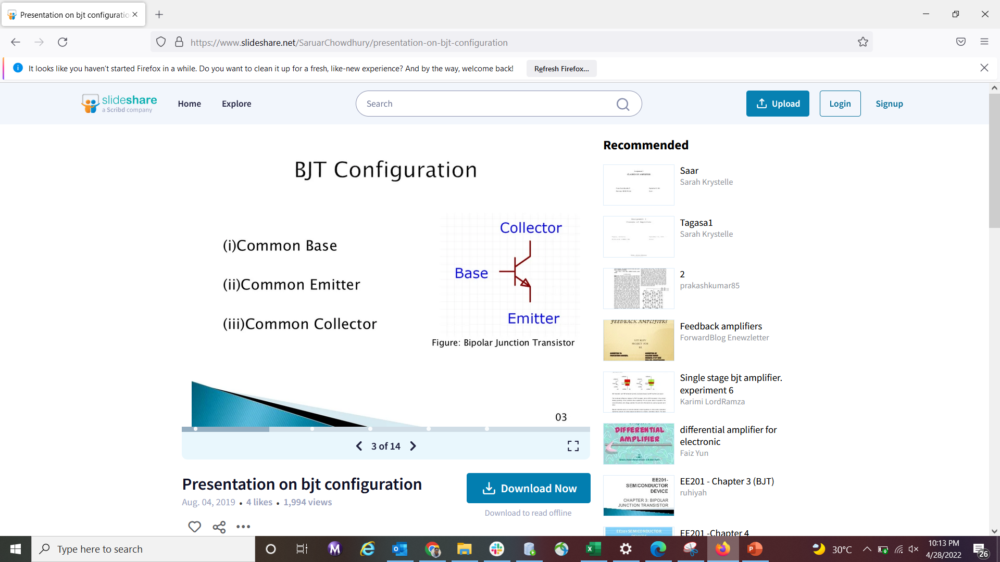 Presentation on bjt configuratio
https://www.slideshare.net/SaruarChowdhury/presentation-on-bjt-configuration
It looks like you haven't started Firefox in a while. Do you want to clean it up for a fresh, like-new experience? And by the way, welcome back!
Refresh Firefox...
slideshare
a Scribd company
Home
Explore
Search
Upload
Login
Signup
BJT Configuration
(i)Common Base
(ii)Common Emitter
(iii)Common Collector
Collector
Base
Emitter
Figure: Bipolar Junction Transistor
03
3 of 14
Presentation on bjt configuration
Aug. 04, 2019 • 4 likes • 1,994 views
Download Now
Download to read offline
Recommended
Saar
Sarah Krystelle
Tagasa1
Sarah Krystelle
2
prakashkumar85
FEEDBACK AMPLIFIERS
Feedback amplifiers
ForwardBlog Enewzletter
Single stage bjt amplifier.
experiment 6
Karimi LordRamza
DIFFERENTIAL
AMPLIFIER
differential amplifier for
electronic
Faiz Yun
EE201-
SEMICONDUCTOR
DEVICE
CHAPTER 3: BIPOLAR
JUNCTION TRANSISTOR
EE201 - Chapter 3 (BJT)
ruhiyah
EE201 SEMICONDUCTOR
EE201 -Chapter 4
Type here to search
30°C
10:13 PM
4/28/2022
26